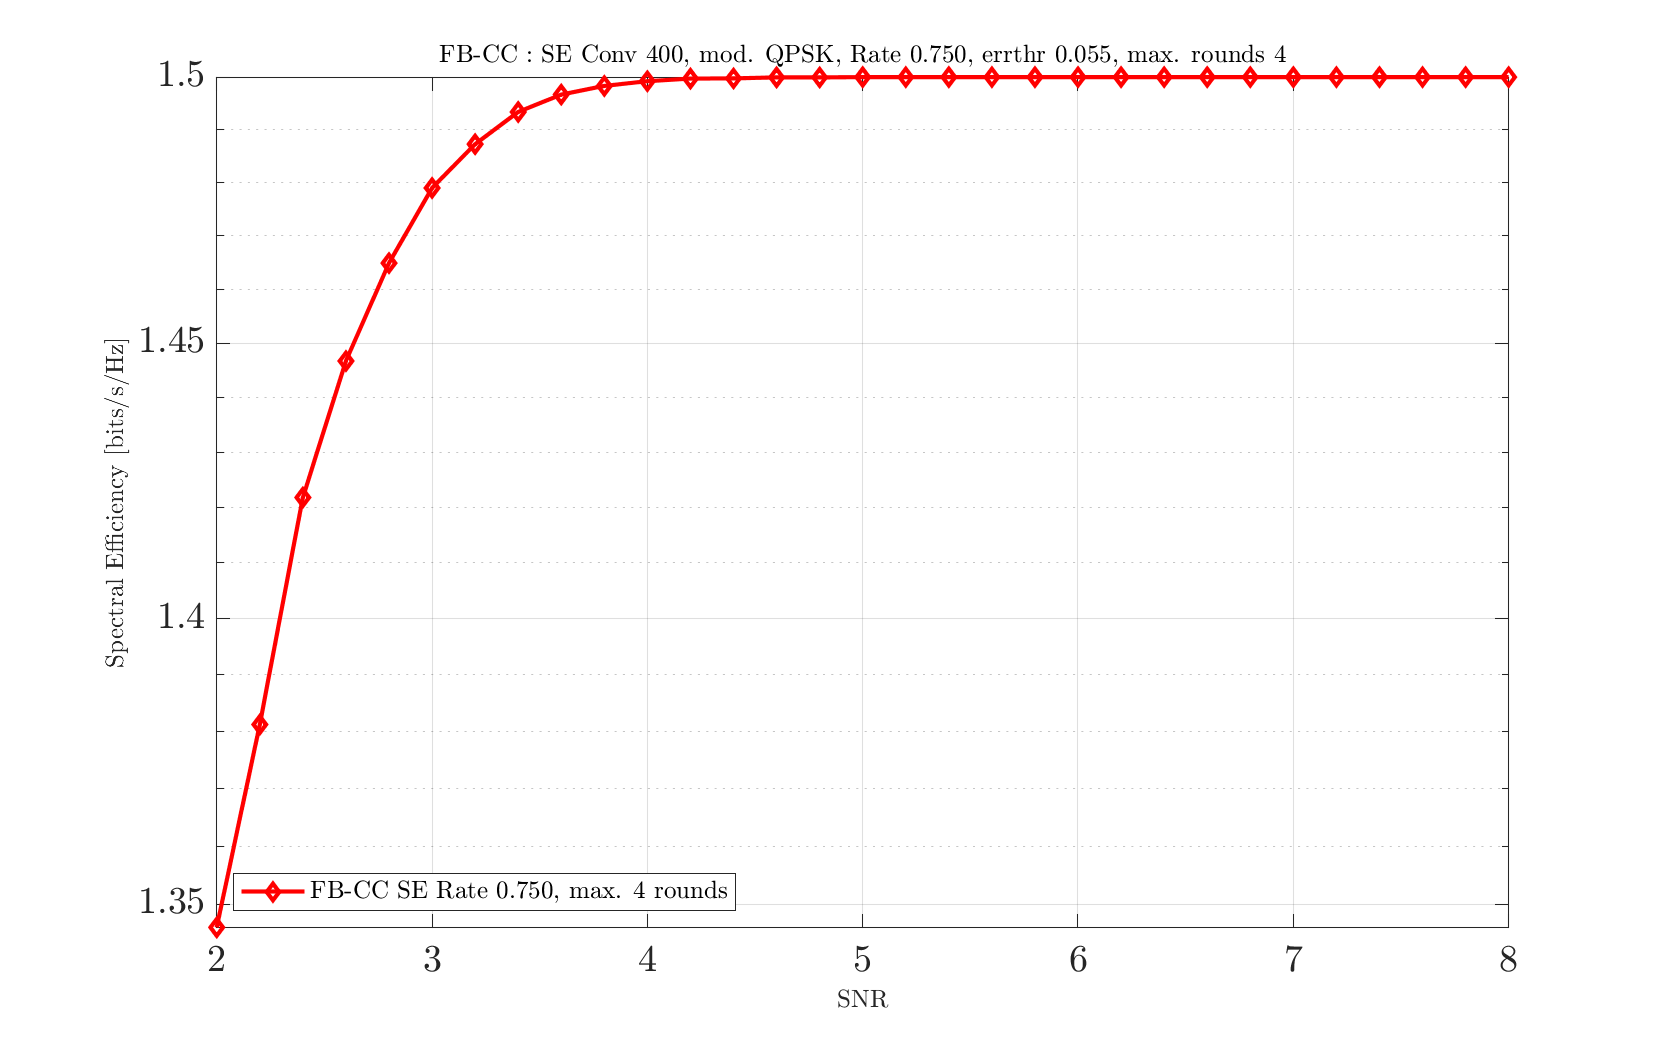 FB-CC : SE Conv 400, mod. QPSK, Rate 0.750, errthr 0.055, max. rounds 4
1.5
1.45
1.4
1.35
Spectral Efficiency [bits/s/Hz]
FB-CC SE Rate 0.750, max. 4 rounds
2 3 4 5 6 7 8
SNR